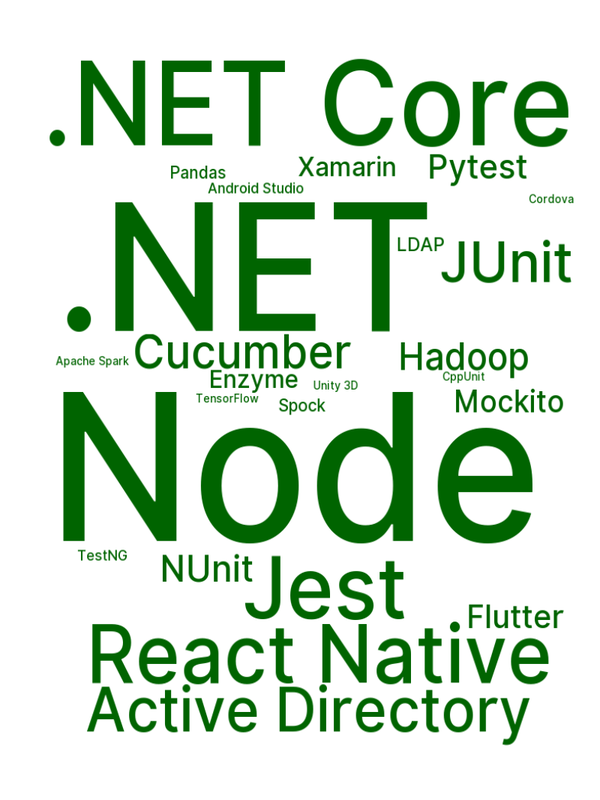 .NET Core
Pandas Xamarin Pytest
Android Studio
Cordova
.NET
LDAP JUnit
Apache Spark Cucumber Hadoop
Enzyme Unity 3D CppUnit
TensorFlow Spock Mockito
Node
TestNG NUnit Jest
Flutter
React Native
Active Directory